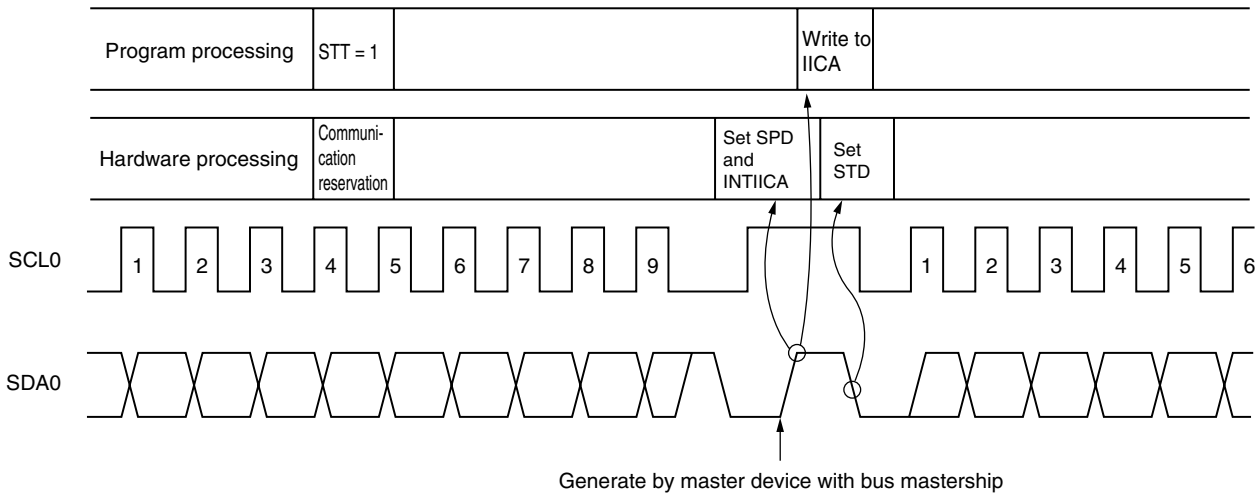 Program processing
STT = 1
Write to
IICA
Hardware processing
Communi-
cation
reservation
Set SPD
and
INTIICA
Set
STD
SCL0
1 2 3 4 5 6 7 8 9 1 2 3 4 5 6
SDA0
Generate by master device with bus mastership